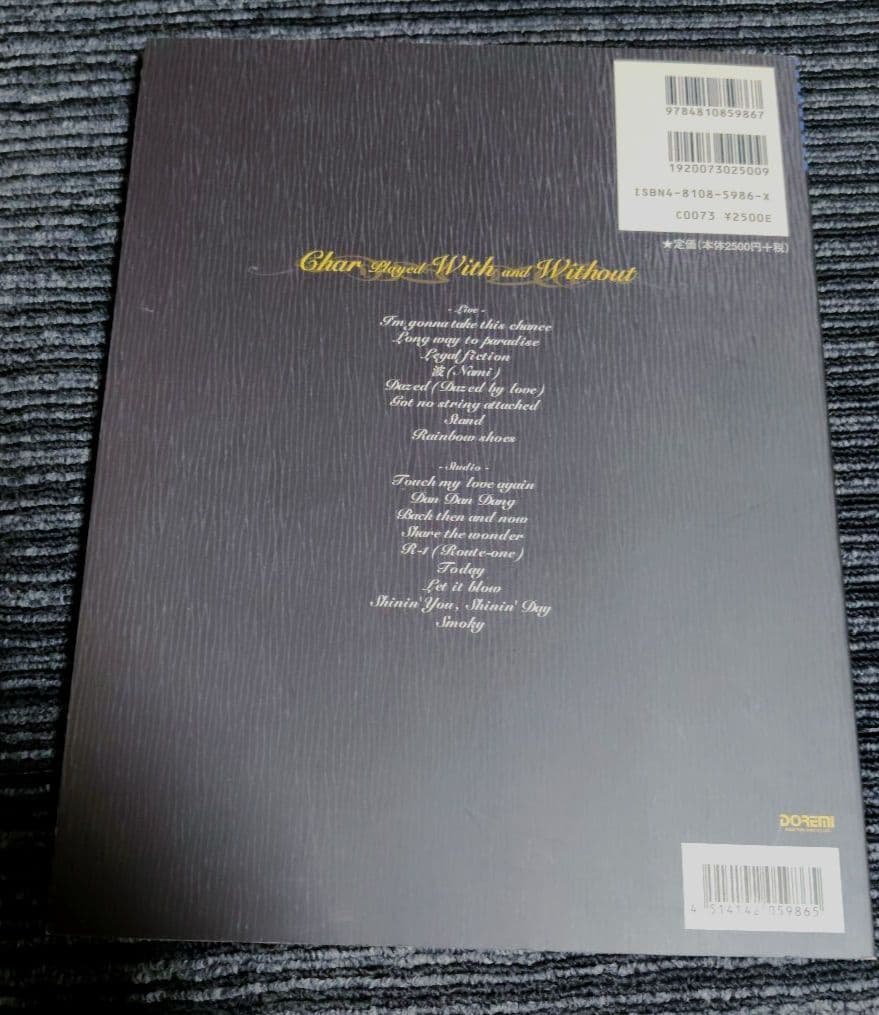 9784810859867
1920073025009
ISBN4-8108-5986-X
C0073 ¥2500E
★定価(本体2500円+税)
Char Played With and Without
- Live -
I'm gonna take this chance
Long way to paradise
Legal fiction
波(Nami)
Dazed(Dazed by love)
Got no string attached
Stand
Rainbow shoes
- Studio -
Touch my love again
Dan Dan Dang
Back then and now
Share the wonder
R-1(Route-one)
Today
Let it blow
Shinin' You, Shinin' Day
Smoky
DOREMI
4 514142 059865